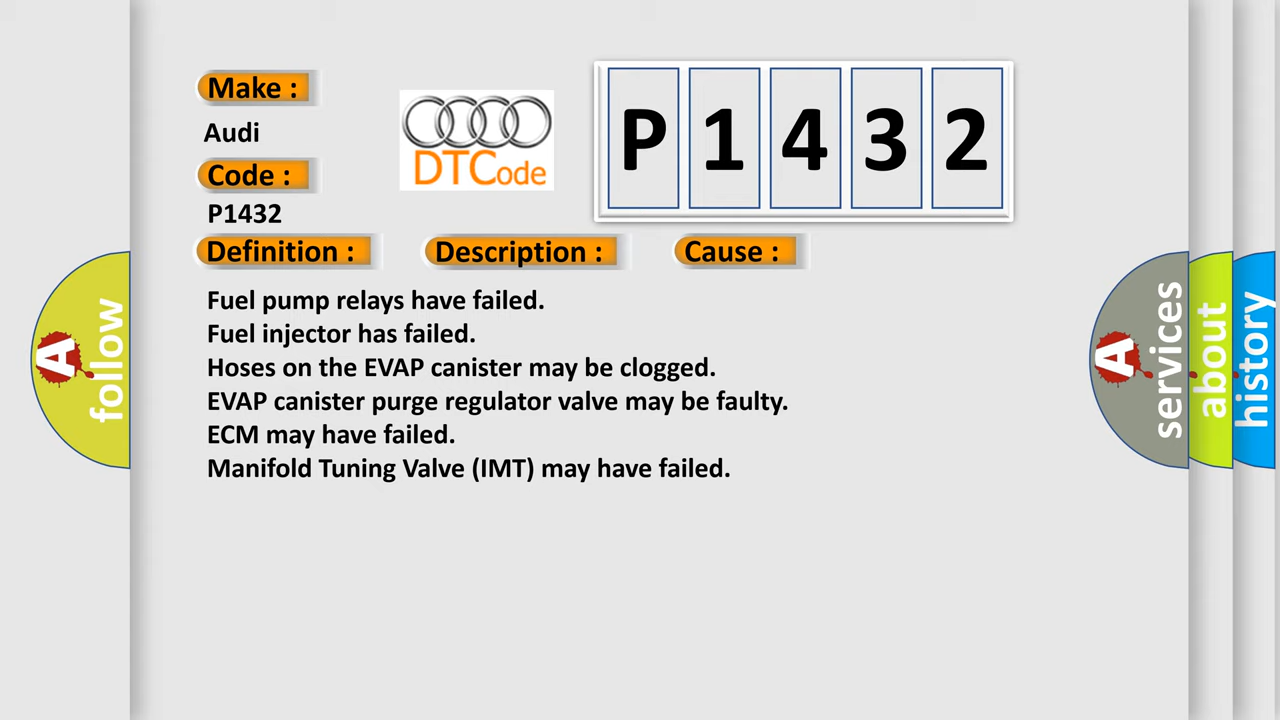 Make :
Audi
Code :
P1432
DTCode
P 1 4 3 2
Definition :
Description :
Cause :
Fuel pump relays have failed.
Fuel injector has failed.
Hoses on the EVAP canister may be clogged.
EVAP canister purge regulator valve may be faulty.
ECM may have failed.
Manifold Tuning Valve (IMT) may have failed.
A
follow
A
services
about
history